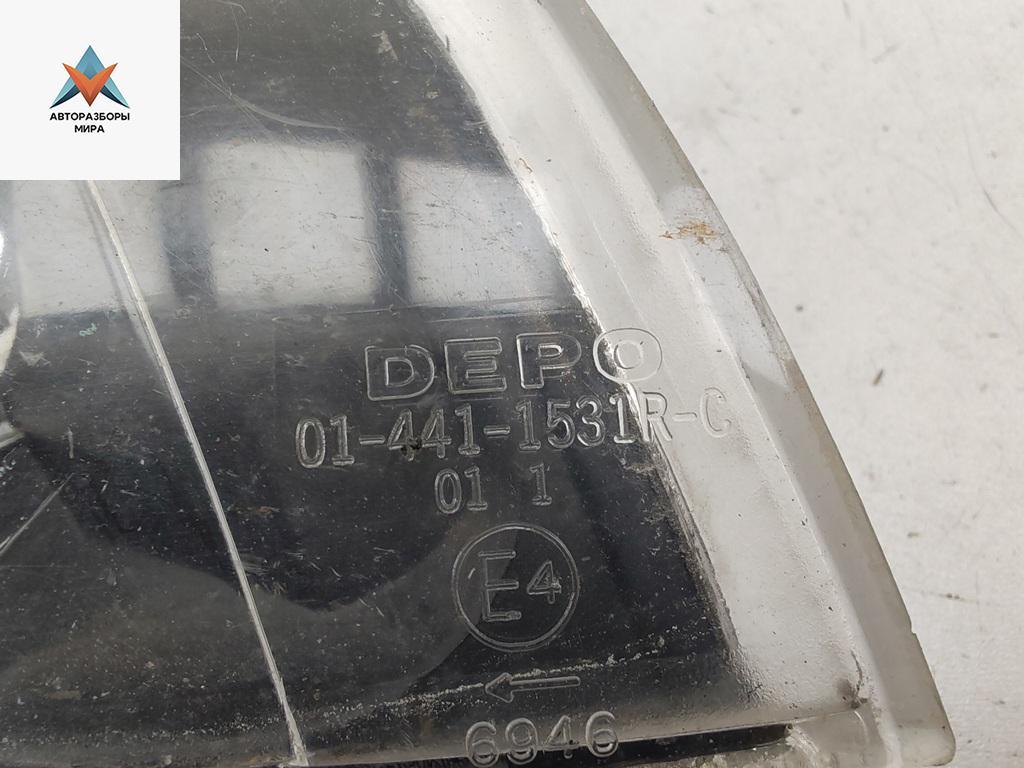 АВТОРАЗБОРЫ
МИРА
DEPO
01-441-1531R-C
01 1
E4
6946